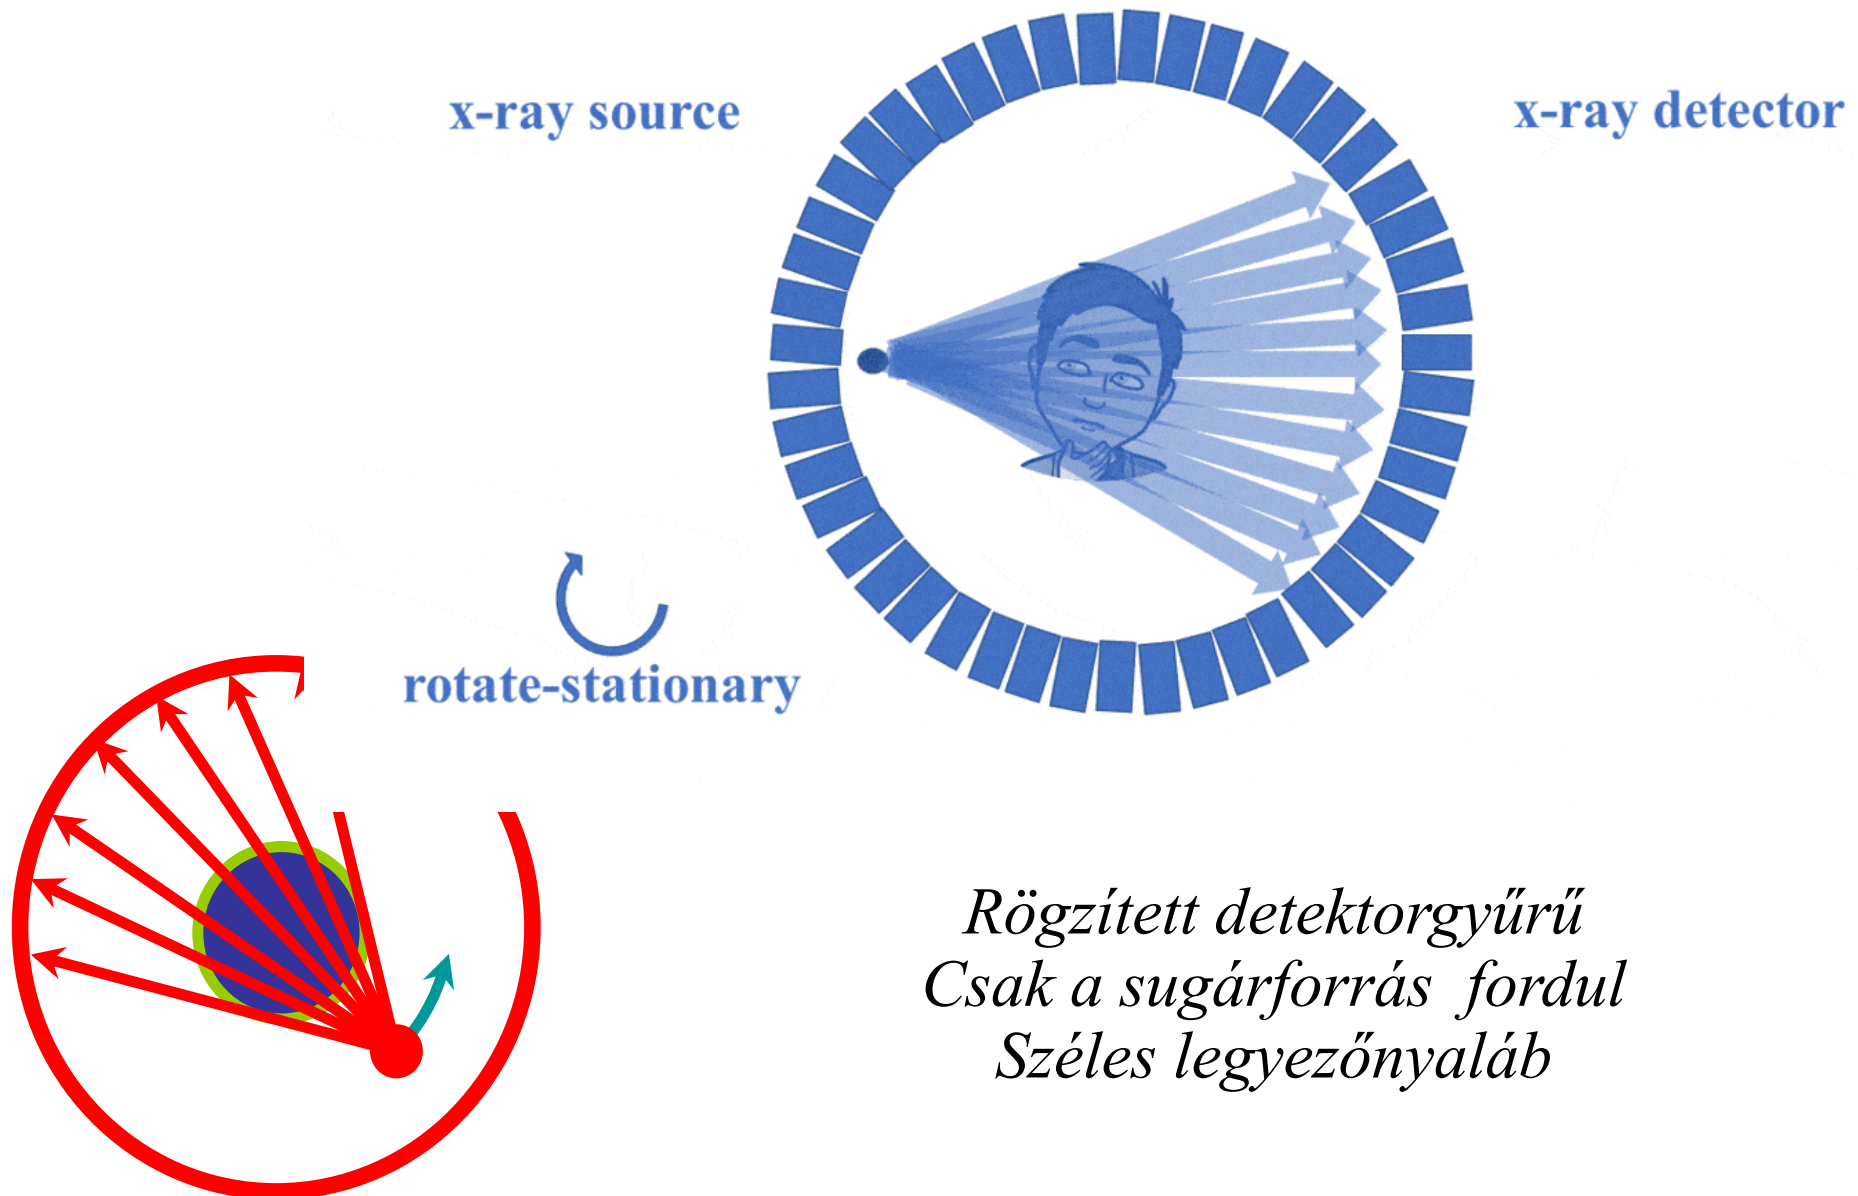 x-ray source
x-ray detector
rotate-stationary
Rögzített detektorgyűrű
Csak a sugárforrás fordul
Széles legyezőnyaláb